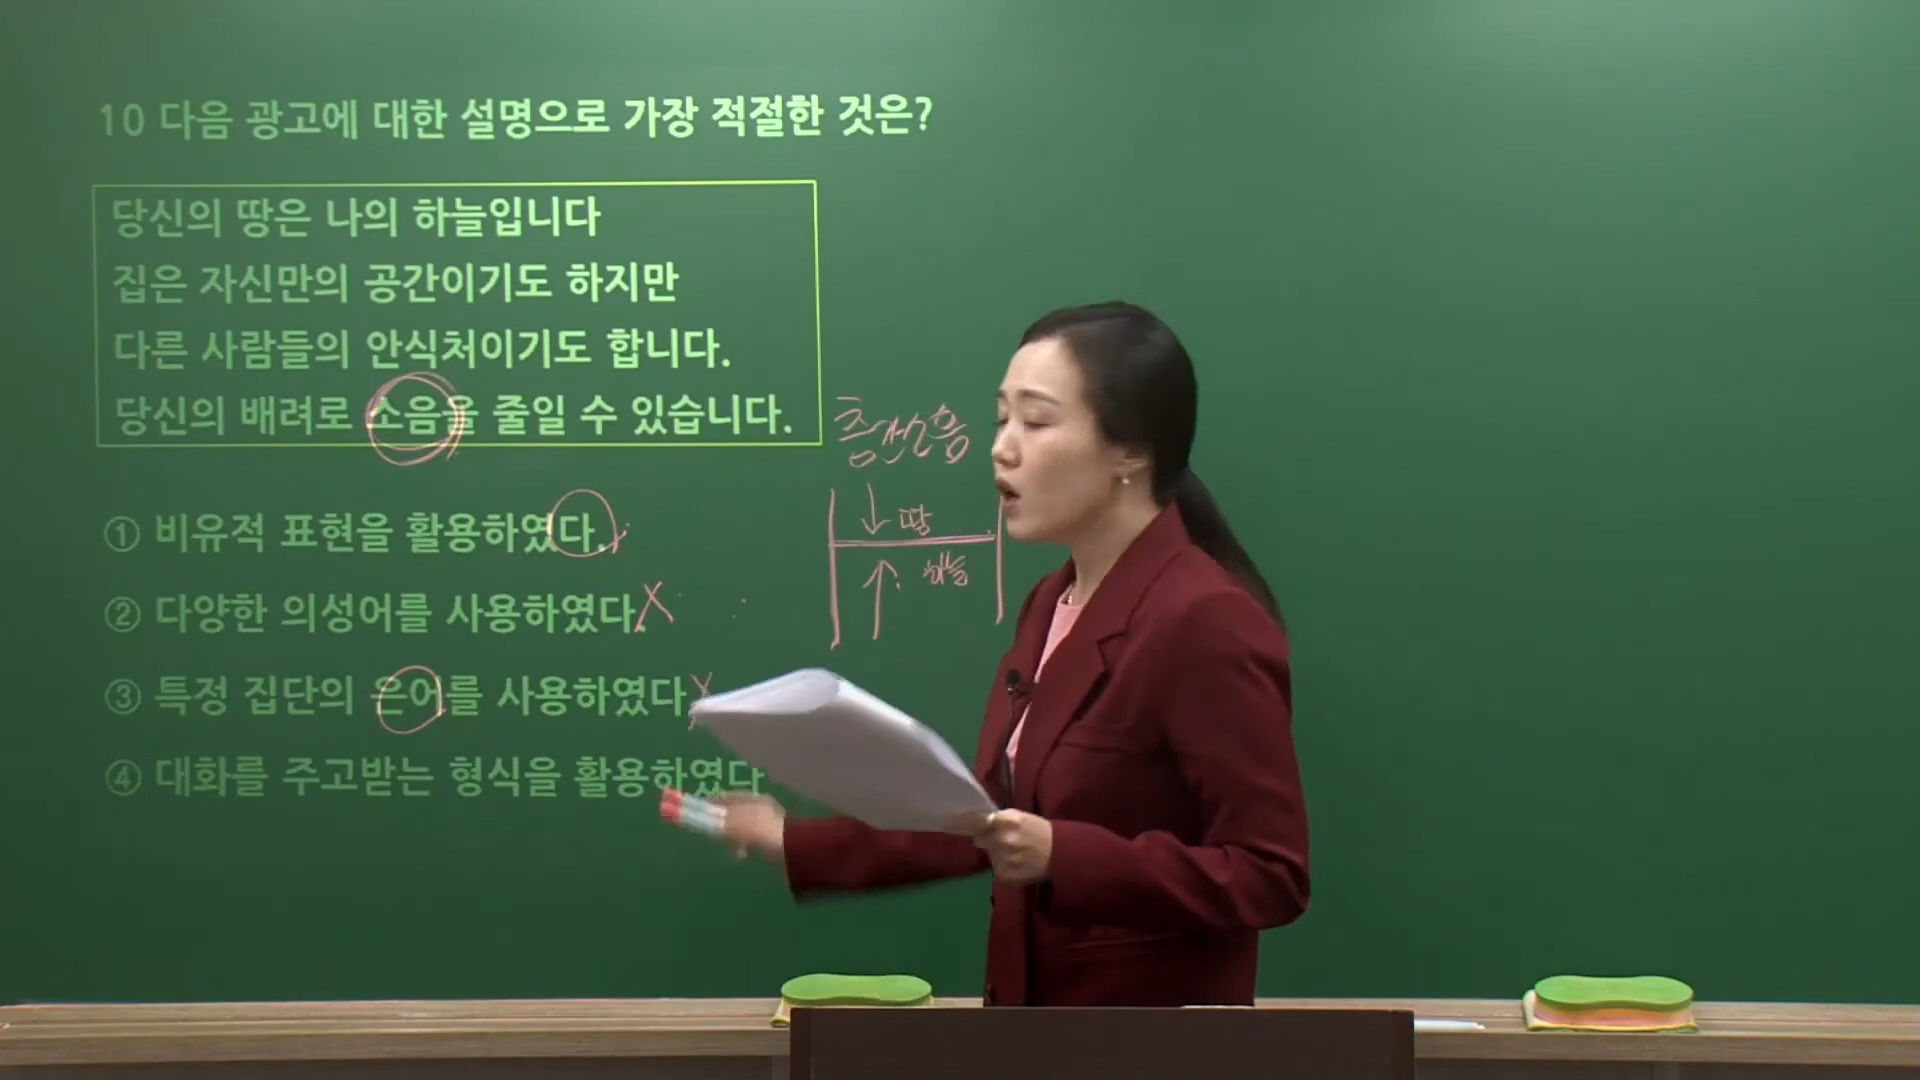 10 다음 광고에 대한 설명으로 가장 적절한 것은?
당신의 땅은 나의 하늘입니다
집은 자신만의 공간이기도 하지만
다른 사람들의 안식처이기도 합니다.
당신의 배려로 소음을 줄일 수 있습니다.
층간소음
땅
하늘
① 비유적 표현을 활용하였다.
② 다양한 의성어를 사용하였다.
③ 특정 집단의 은어를 사용하였다
④ 대화를 주고받는 형식을 활용하였다